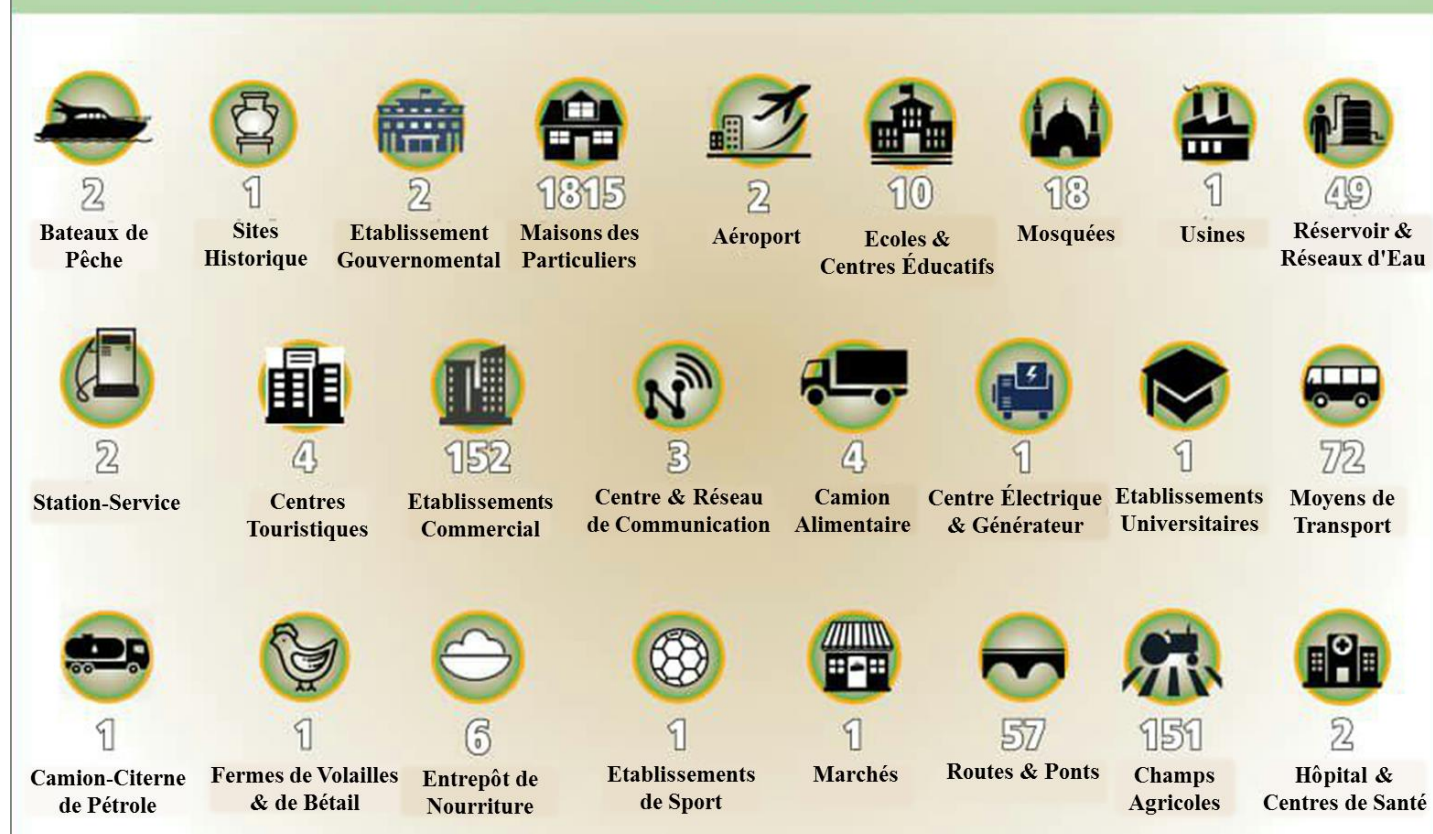 2
Bateaux de
Pêche
1
Sites
Historique
2
Etablissement
Gouvernomental
1815
Maisons des
Particuliers
2
Aéroport
10
Ecoles &
Centres Éducatifs
18
Mosquées
1
Usines
49
Réservoir &
Réseaux d'Eau
2
Station-Service
4
Centres
Touristiques
152
Etablissements
Commercial
3
Centre & Réseau
de Communication
4
Camion
Alimentaire
1
Centre Électrique
& Générateur
1
Etablissements
Universitaires
72
Moyens de
Transport
1
Camion-Citerne
de Pétrole
1
Fermes de Volailles
& de Bétail
6
Entrepôt de
Nourriture
1
Etablissements
de Sport
1
Marchés
57
Routes & Ponts
151
Champs
Agricoles
2
Hôpital &
Centres de Santé